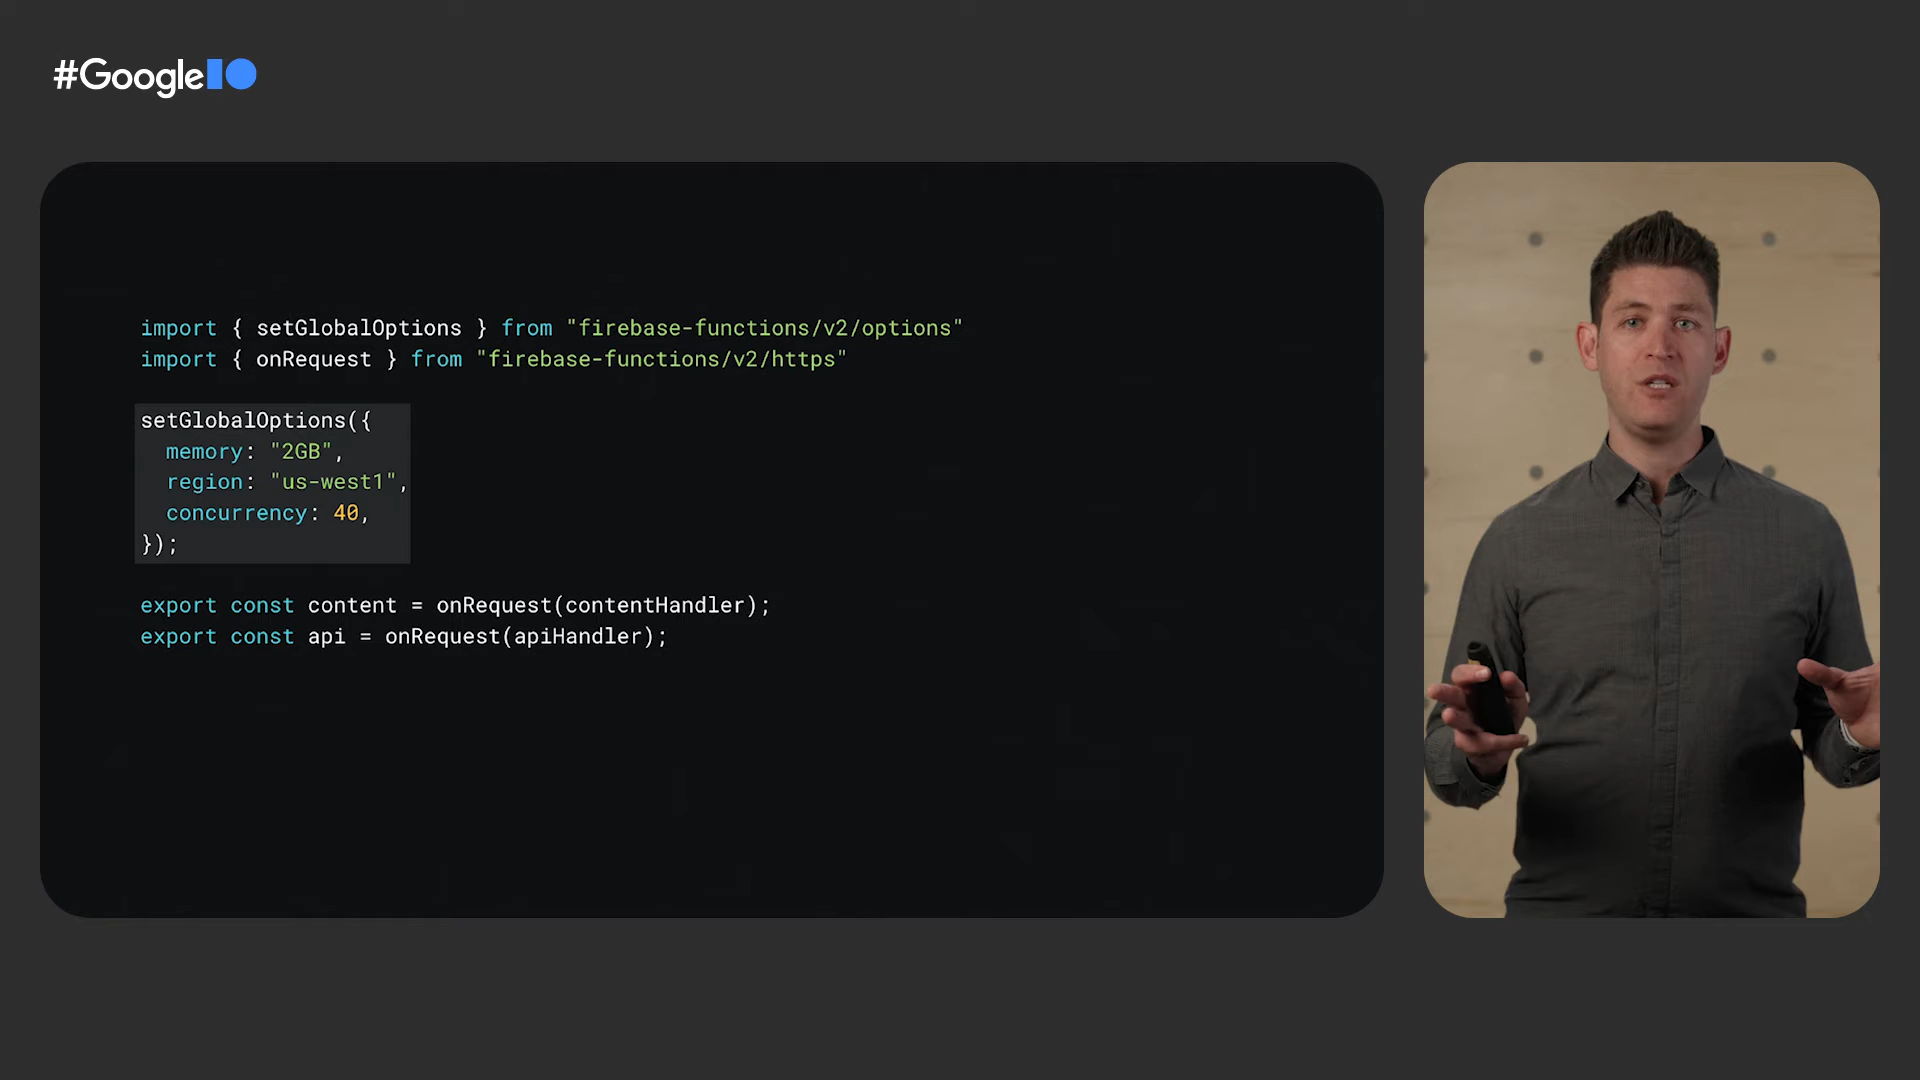 #GoogleIO
import { setGlobalOptions } from "firebase-functions/v2/options"
import { onRequest } from "firebase-functions/v2/https"
setGlobalOptions({
memory: "2GB",
region: "us-west1",
concurrency: 40,
});
export const content = onRequest(contentHandler);
export const api = onRequest(apiHandler);